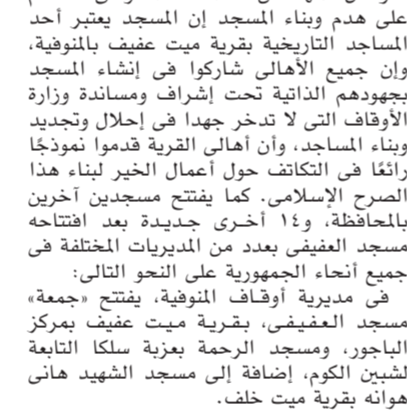 على هدم وبناء المسجد إن المسجد يعتبر أحد
المساجد التاريخية بقرية ميت عفيف بالمنوفية،
وإن جميع الأهالى شاركوا فى إنشاء المسجد
بجهودهم الذاتية تحت إشراف ومساندة وزارة
الأوقاف التى لا تدخر جهدا فى إحلال وتجديد
وبناء المساجد، وأن أهالى القرية قدموا نموذجًا
رائعًا فى التكاتف حول أعمال الخير لبناء هذا
الصرح الإسلامى. كما يفتتح مسجدين آخرين
بالمحافظة، و١٤ أخرى جديدة بعد افتتاحه
مسجد العفيفى بعدد من المديريات المختلفة فى
جميع أنحاء الجمهورية على النحو التالى:
فى مديرية أوقاف المنوفية، يفتتح «جمعة»
مسجد العفيفى، بقرية ميت عفيف بمركز
الباجور، ومسجد الرحمة بعزبة سلكا التابعة
لشبين الكوم، إضافة إلى مسجد الشهيد هانى
هوانه بقرية ميت خلف.